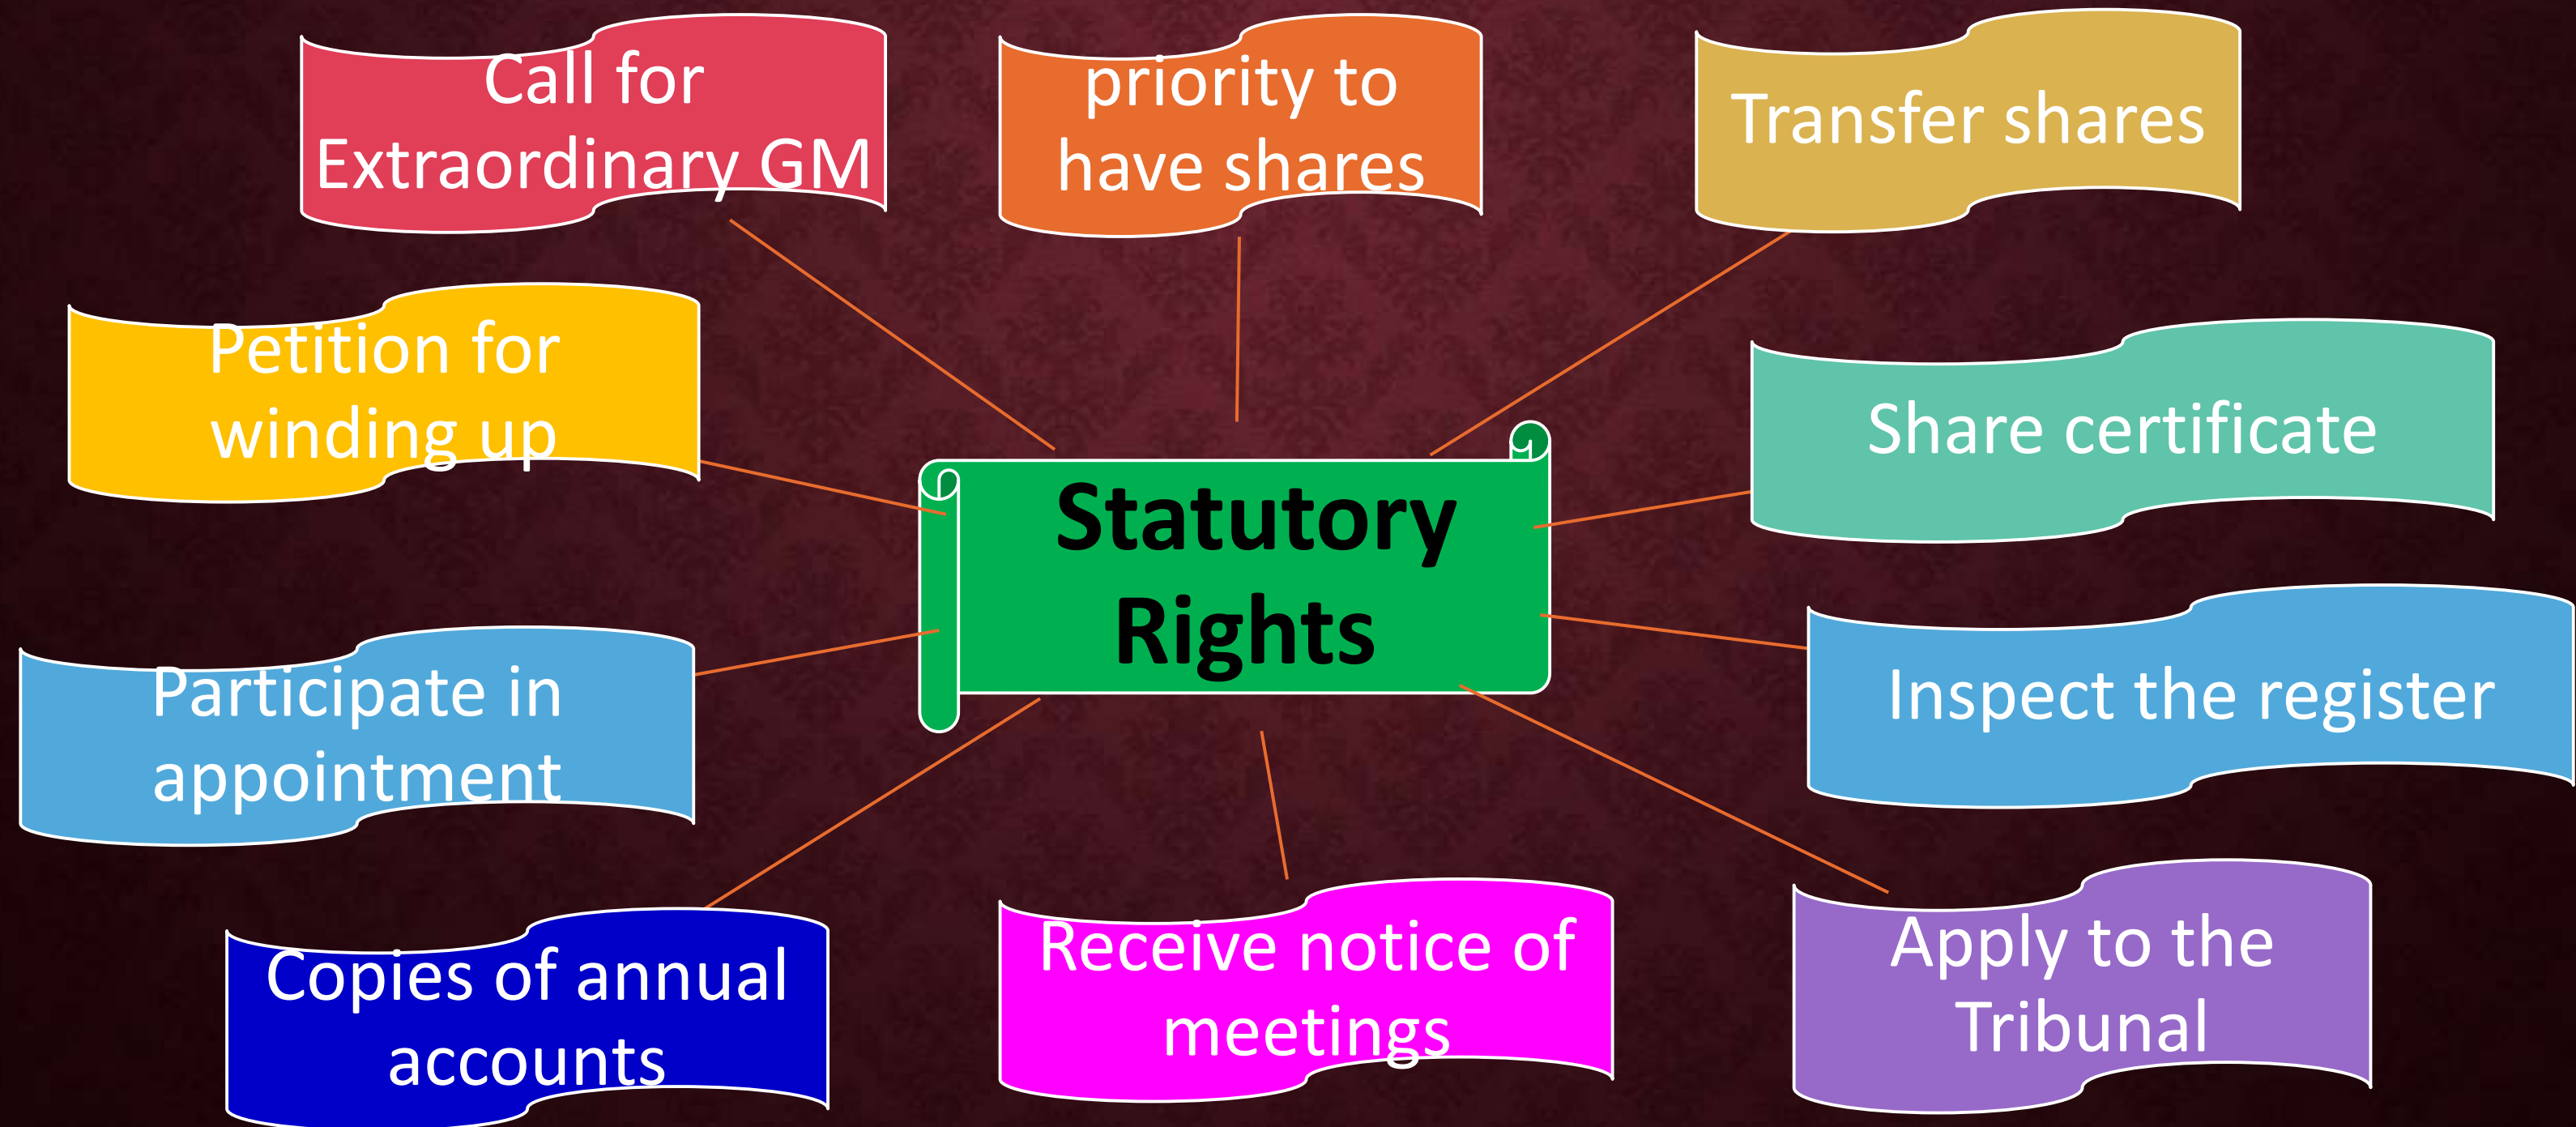 Call for
Extraordinary GM
priority to
have shares
Transfer shares
Petition for
winding up
Share certificate
Statutory
Rights
Participate in
appointment
Inspect the register
Copies of annual
accounts
Receive notice of
meetings
Apply to the
Tribunal